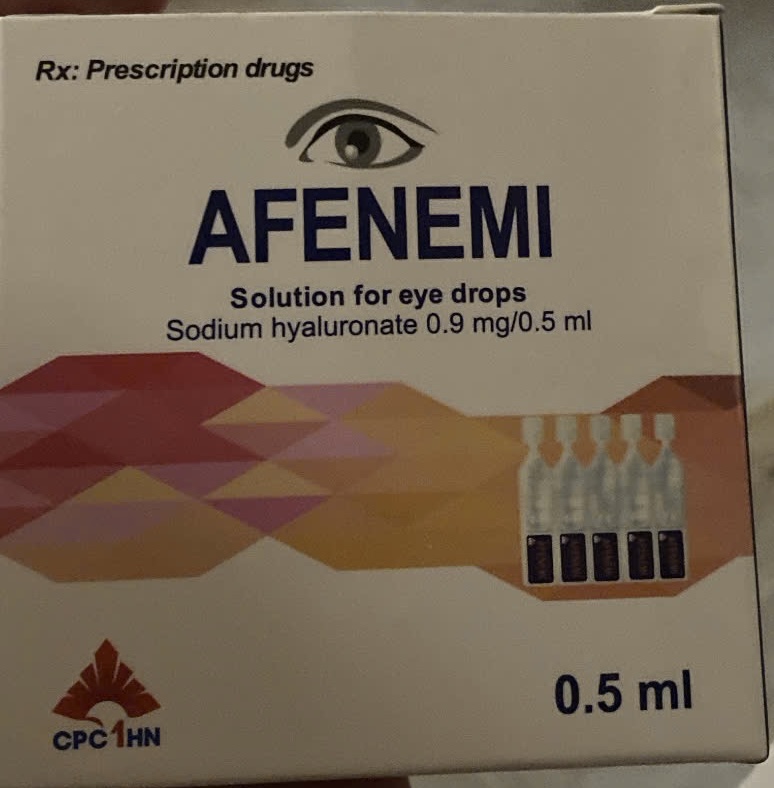 Rx: Prescription drugs
AFENEMI
Solution for eye drops
Sodium hyaluronate 0.9 mg/0.5 ml
0.5 ml
CPC1HN